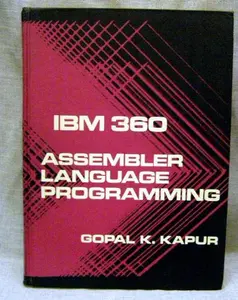 IBM 360
ASSEMBLER
LANGUAGE
PROGRAMMING
GOPAL K. KAPUR